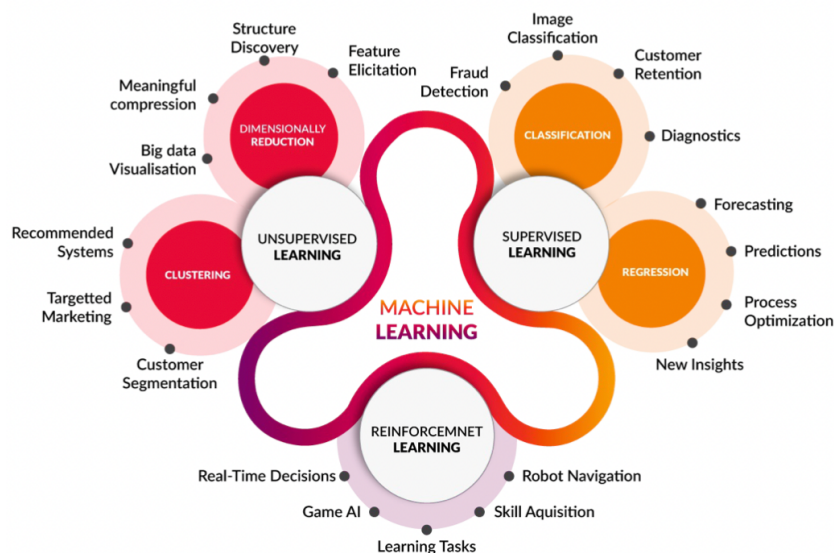 Structure
Discovery
Feature
Elicitation
Meaningful
compression
Big data
Visualisation
DIMENSIONALLY
REDUCTION
Recommended
Systems
Targetted
Marketing
Customer
Segmentation
CLUSTERING
UNSUPERVISED
LEARNING
Image
Classification
Customer
Retention
Fraud
Detection
Diagnostics
CLASSIFICATION
SUPERVISED
LEARNING
REGRESSION
Forecasting
Predictions
Process
Optimization
New Insights
MACHINE
LEARNING
REINFORCEMNET
LEARNING
Real-Time Decisions
Game AI
Learning Tasks
Skill Aquisition
Robot Navigation